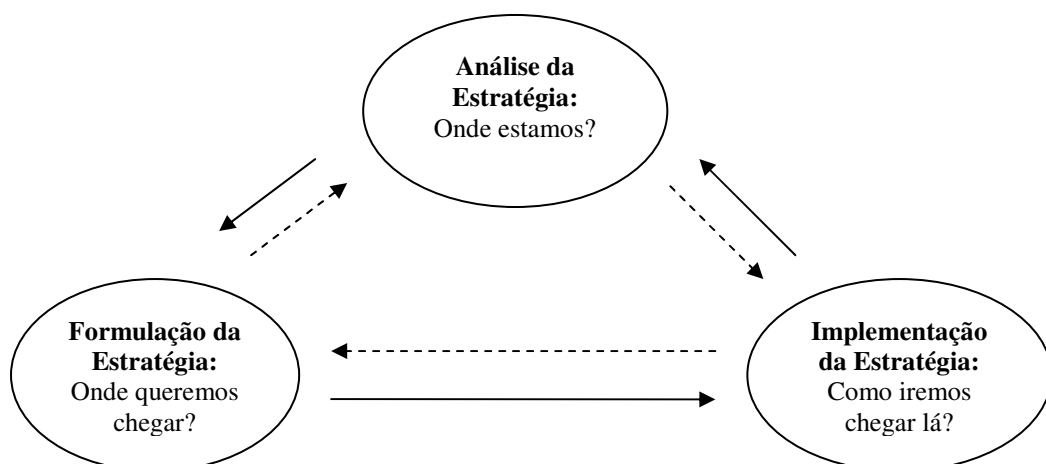 Análise da
Estratégia:
Onde estamos?
Formulação da
Estratégia:
Onde queremos
chegar?
Implementação
da Estratégia:
Como iremos
chegar lá?